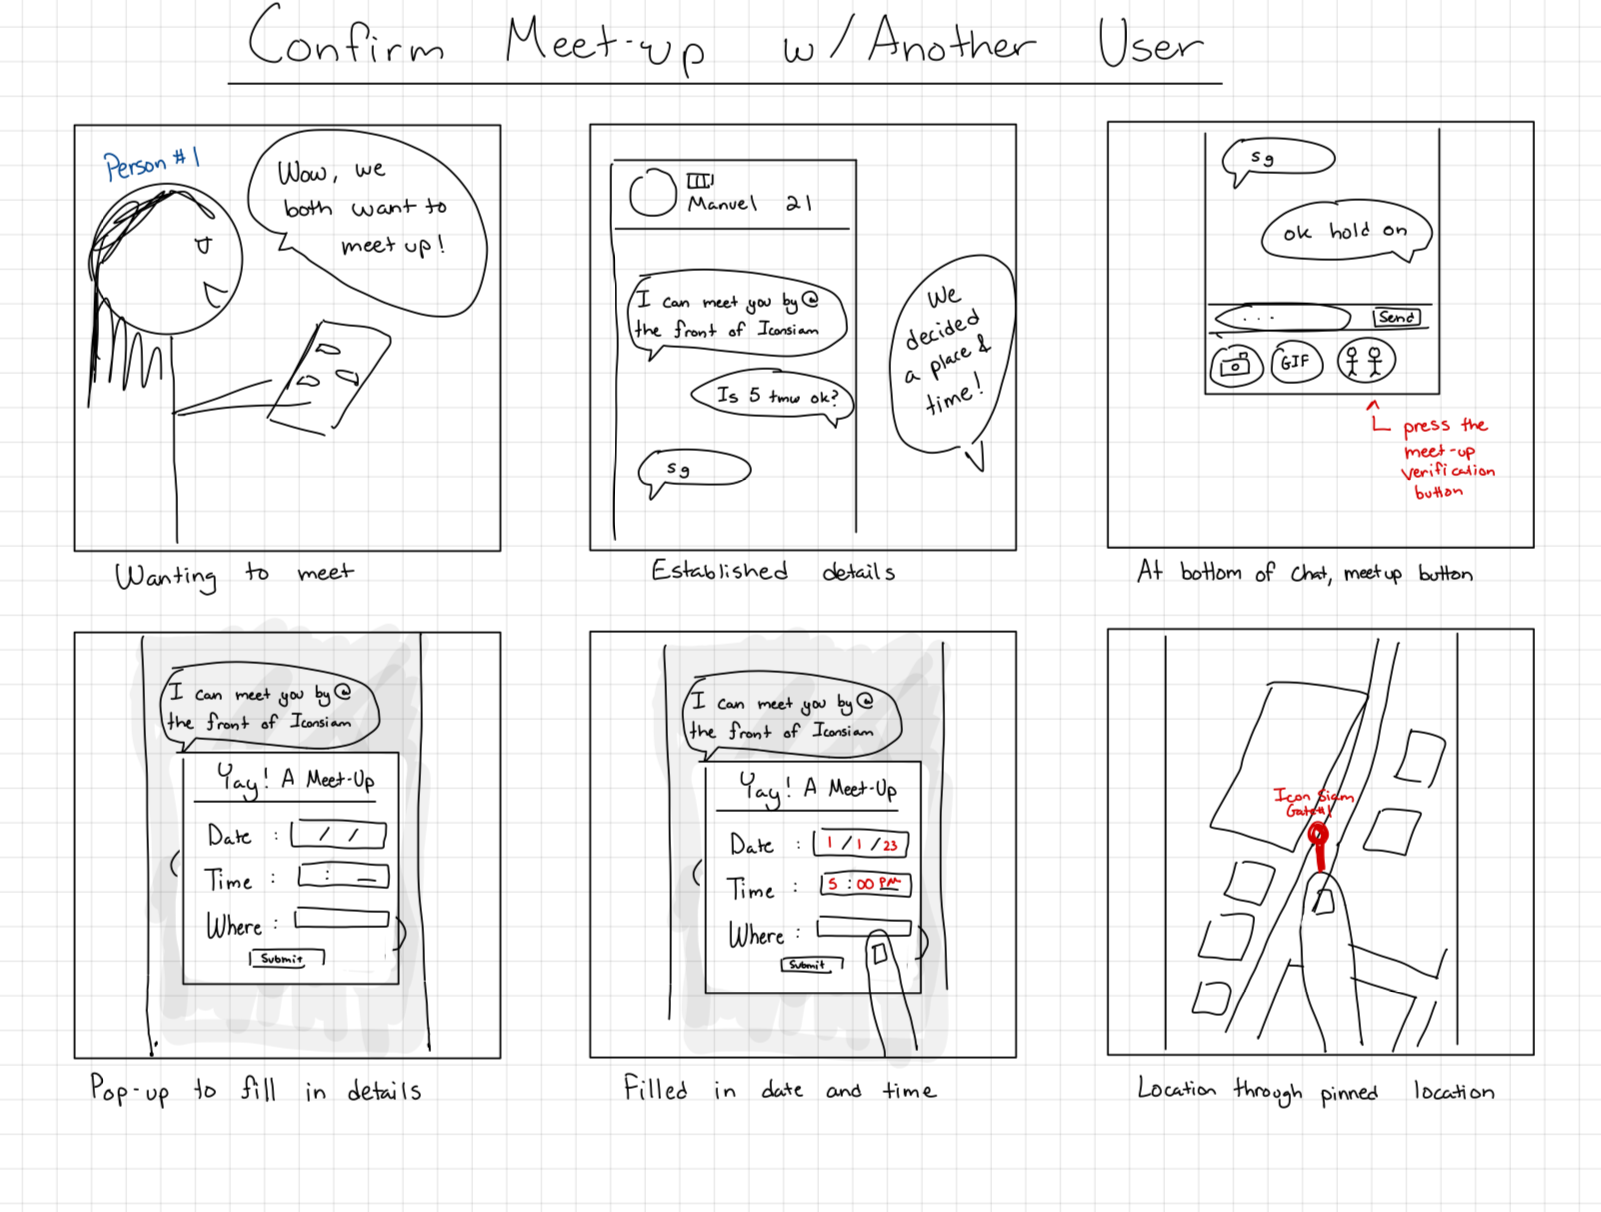 Confirm Meet-up w/ Another User
Person #1
Wow, we
both want to
meet up!
Wanting to meet
Manuel 21
I can meet you by @
the front of Iconsiam
Is 5 tmw ok?
sg
We
decided
a place &
time!
Established details
sg
ok hold on
...
Send
GIF
press the
meet-up
verification
button
At bottom of chat, meetup button
I can meet you by @
the front of Iconsiam
Yay! A Meet-Up
Date : / /
Time : : _
Where :
Submit
Pop-up to fill in details
I can meet you by @
the front of Iconsiam
Yay! A Meet-Up
Date : 1/1/23
Time : 5:00 PM
Where :
Submit
Filled in date and time
Icon Siam
Gate #1
Location through pinned location